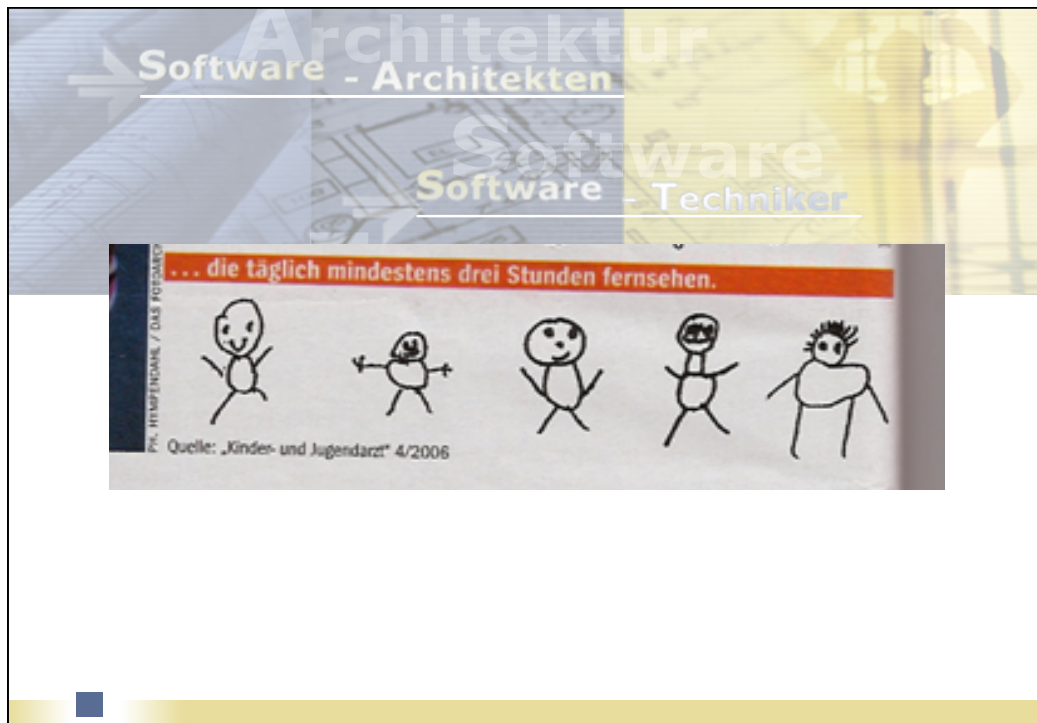 Architektur
Software - Architekten
Software
Software - Techniker
... die täglich mindestens drei Stunden fernsehen.
PH. HYMPENDAHL / DAS FOTOARCH
Quelle: „Kinder- und Jugendarzt" 4/2006